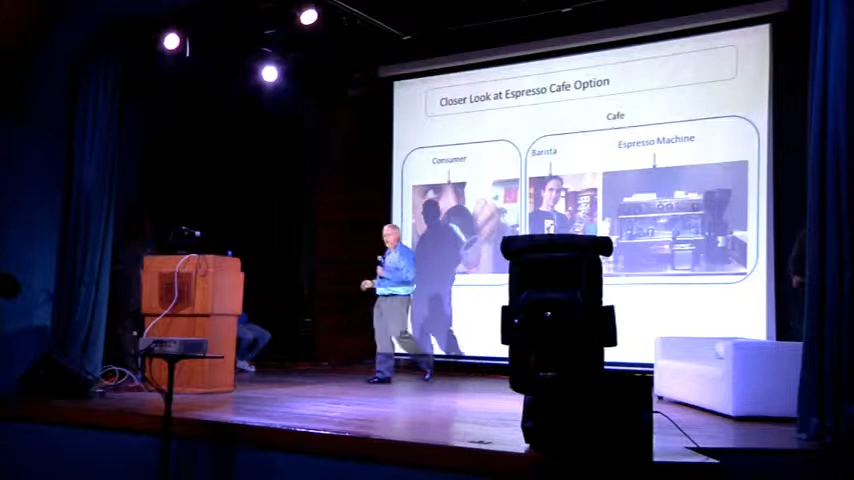 Closer Look at Espresso Cafe Option
Cafe
Consumer
Barista
Espresso Machine